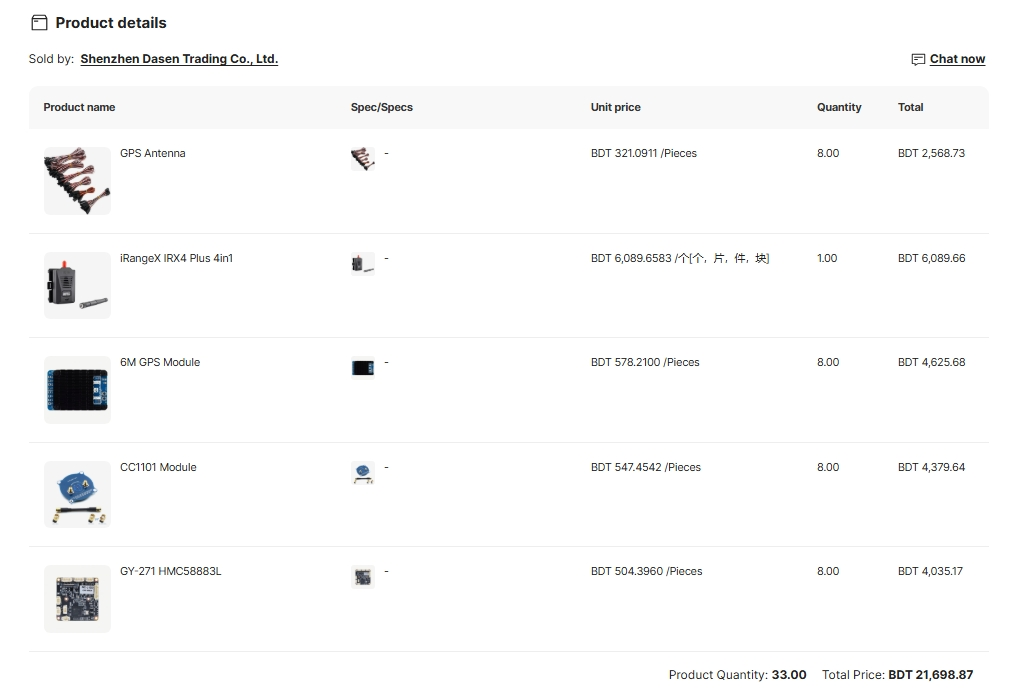 Product details
Sold by: Shenzhen Dasen Trading Co., Ltd. Chat now
Product name Spec/Specs Unit price Quantity Total
GPS Antenna - BDT 321.0911 /Pieces 8.00 BDT 2,568.73
iRangeX IRX4 Plus 4in1 - BDT 6,089.6583 /个[个，片，件，块] 1.00 BDT 6,089.66
6M GPS Module - BDT 578.2100 /Pieces 8.00 BDT 4,625.68
CC1101 Module - BDT 547.4542 /Pieces 8.00 BDT 4,379.64
GY-271 HMC58883L - BDT 504.3960 /Pieces 8.00 BDT 4,035.17
Product Quantity: 33.00 Total Price: BDT 21,698.87